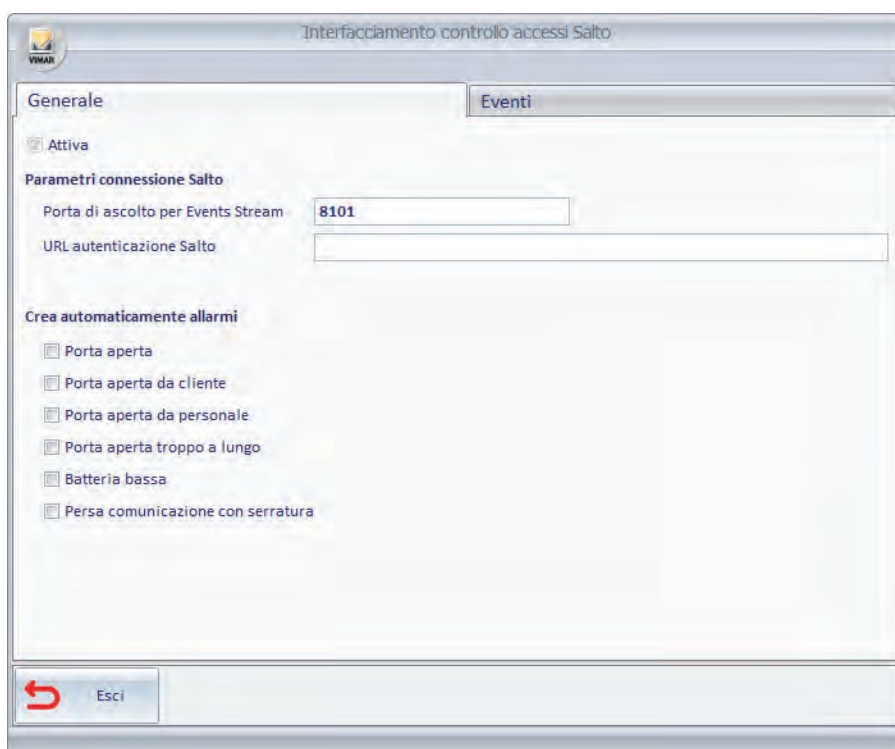 Interfacciamento controllo accessi Salto
VIMAR
Generale
Eventi
Attiva
Parametri connessione Salto
Porta di ascolto per Events Stream 8101
URL autenticazione Salto
Crea automaticamente allarmi
Porta aperta
Porta aperta da cliente
Porta aperta da personale
Porta aperta troppo a lungo
Batteria bassa
Persa comunicazione con serratura
Esci